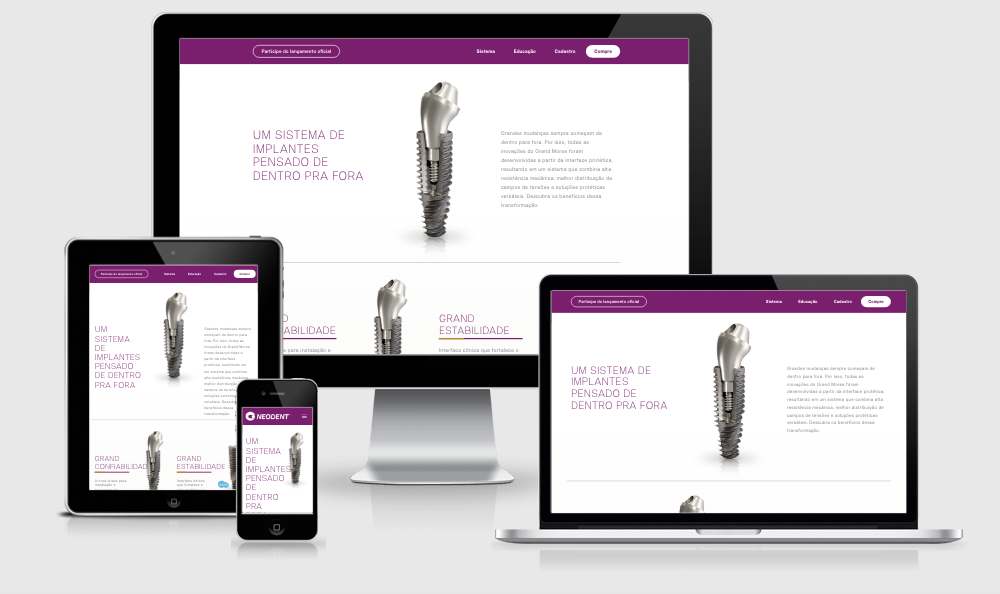 Participe do lançamento oficial
Sistema
Educação
Cadastro
Compre
UM SISTEMA DE
IMPLANTES
PENSADO DE
DENTRO PRA FORA
Grandes mudanças sempre começam de
dentro para fora. Por isso, todas as
inovações do Grand Morse foram
desenvolvidas a partir da interface protética,
resultando em um sistema que combina alta
resistência mecânica, melhor distribuição de
campos de tensões e soluções protéticas
versáteis. Descubra os benefícios dessa
transformação.
ABILIDADE
GRAND
ESTABILIDADE
para instalação e
Interface cônica que fortalece o
Participe do lançamento oficial
Sistema
Educação
Cadastro
Compre
UM
SISTEMA
DE
IMPLANTES
PENSADO
DE DENTRO
PRA FORA
Grandes mudanças sempre
começam de dentro para
fora. Por isso, todas as
inovações do Grand Morse
foram desenvolvidas a
partir da interface
protética, resultando em
um sistema que combina
alta resistência mecânica,
melhor distribuição de
campos de
soluções
versáteis.
benefícios dessa
transformação.
GRAND
CONFIABILIDAD
GRAND
ESTABILIDADE
para
instalação e
Interface cônica
que fortalece o
NEODENT
UM
SISTEMA
DE
IMPLANTES
PENSADO
DE
DENTRO
PRA
Participe do lançamento oficial
Sistema
Educação
Cadastro
Compre
UM SISTEMA DE
IMPLANTES
PENSADO DE
DENTRO PRA FORA
Grandes mudanças sempre começam de
dentro para fora. Por isso, todas as
inovações do Grand Morse foram
desenvolvidas a partir da interface protética,
resultando em um sistema que combina alta
resistência mecânica, melhor distribuição de
campos de tensões e soluções protéticas
versáteis. Descubra os benefícios dessa
transformação.